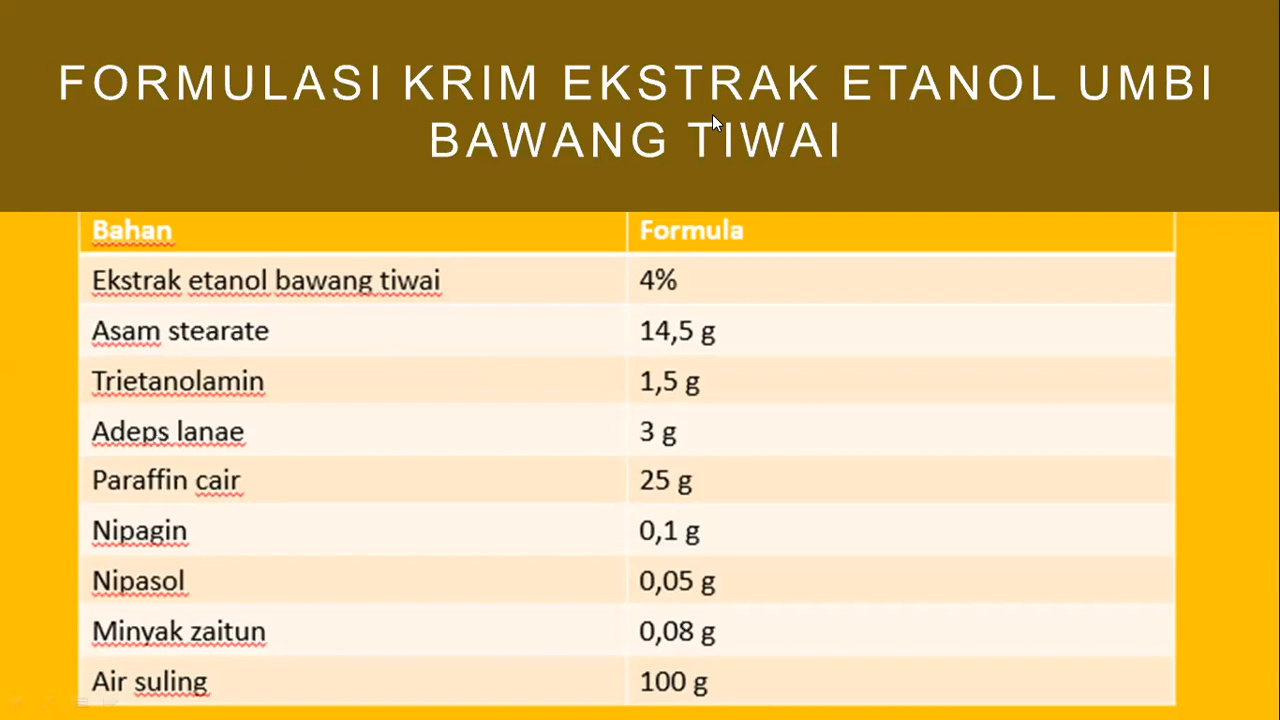 FORMULASI KRIM EKSTRAK ETANOL UMBI
BAWANG TIWAI
Bahan Formula
Ekstrak etanol bawang tiwai 4%
Asam stearate 14,5 g
Trietanolamin 1,5 g
Adeps lanae 3 g
Paraffin cair 25 g
Nipagin 0,1 g
Nipasol 0,05 g
Minyak zaitun 0,08 g
Air suling 100 g